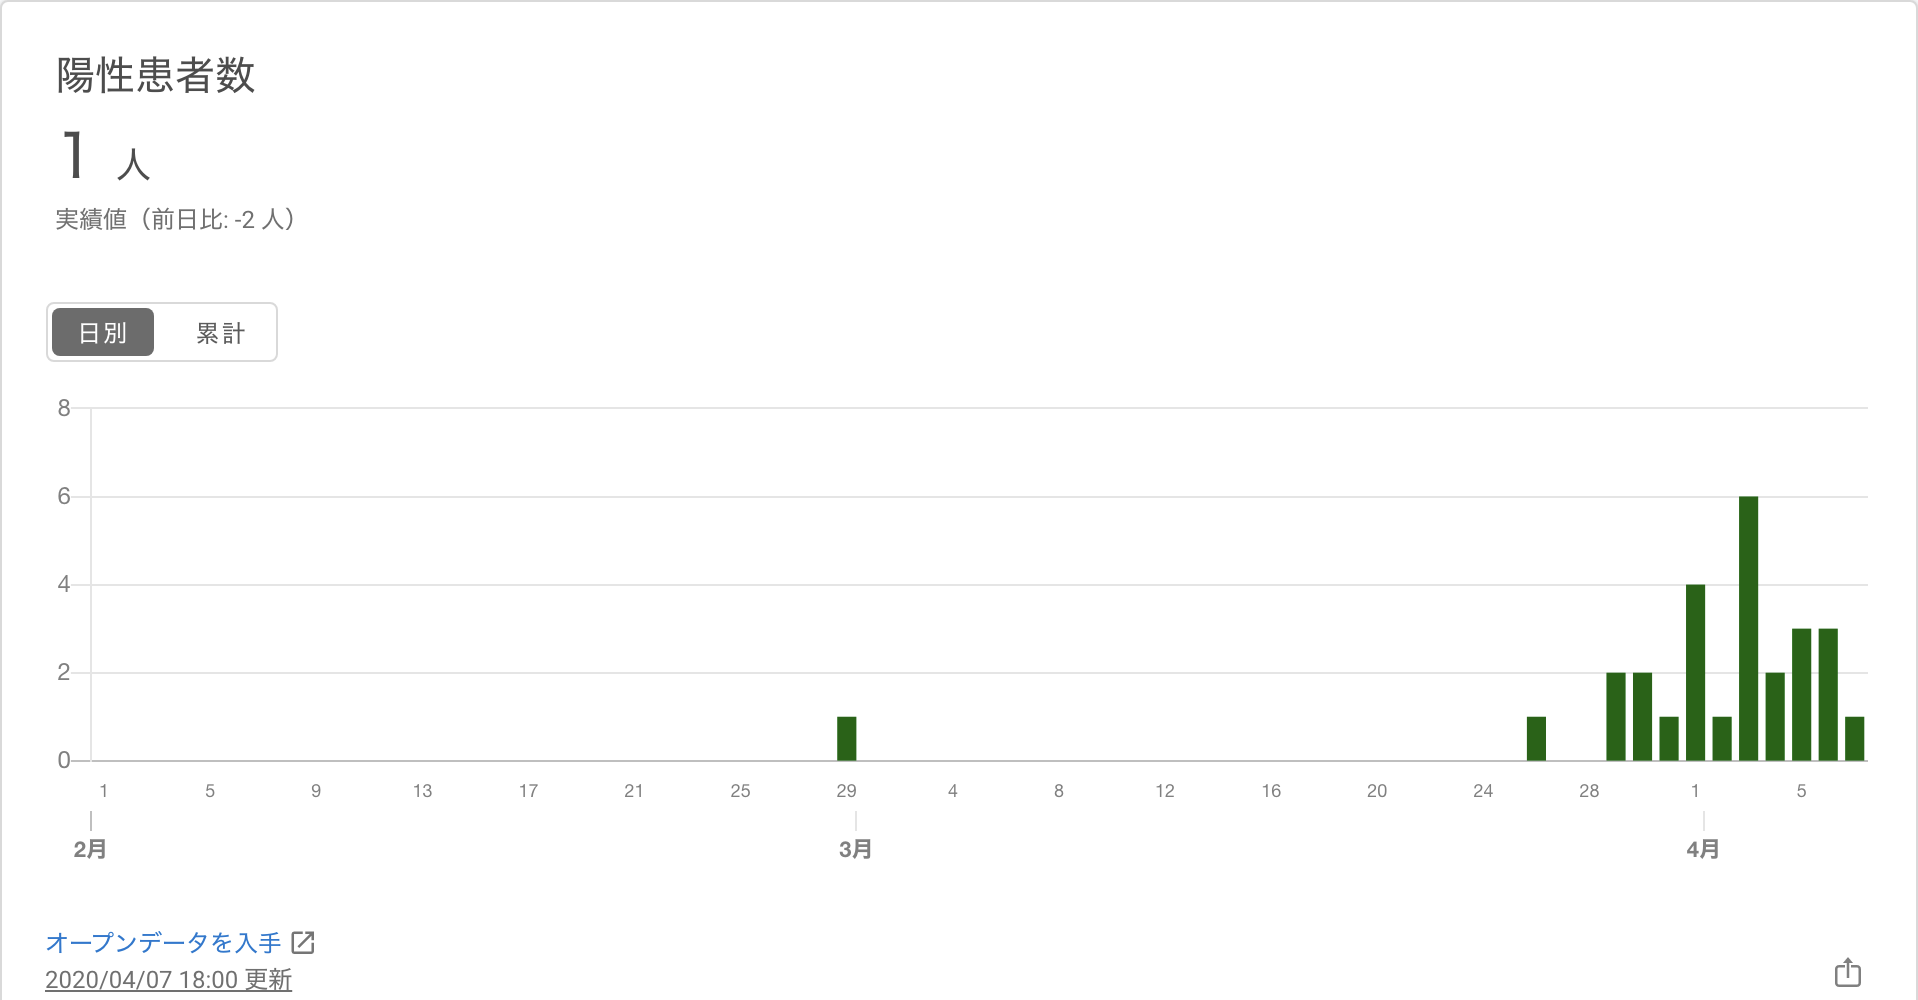 陽性患者数
1 人
実績値（前日比: -2 人）
日別 累計
8
6
4
2
0
1 5 9 13 17 21 25 29 4 8 12 16 20 24 28 1 5
2月 3月 4月
オープンデータを入手
2020/04/07 18:00 更新